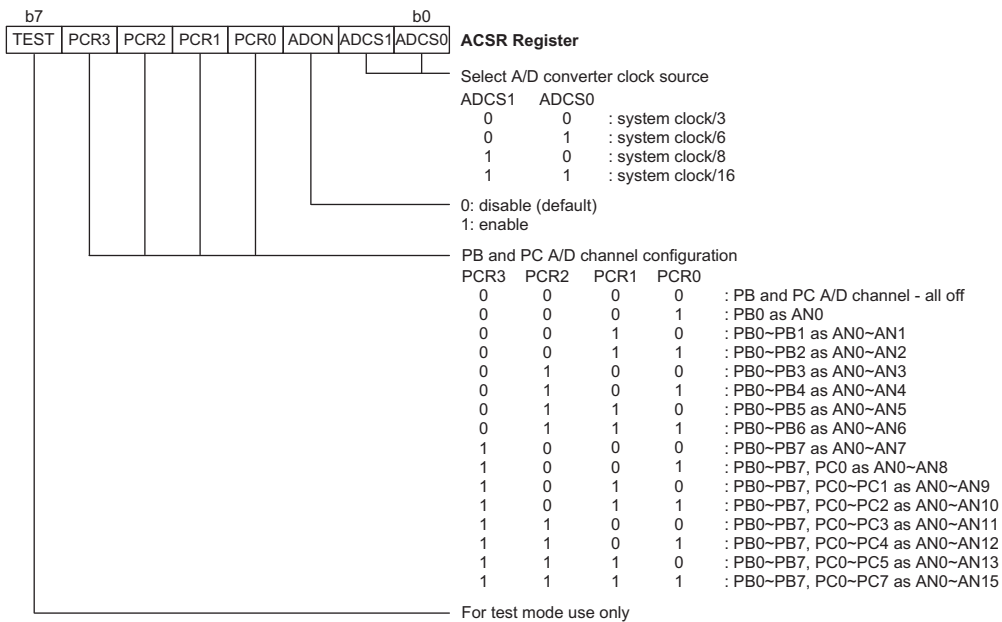 b7 b0
TEST PCR3 PCR2 PCR1 PCR0 ADON ADCS1 ADCS0 ACSR Register
Select A/D converter clock source
ADCS1 ADCS0
0 0 : system clock/3
0 1 : system clock/6
1 0 : system clock/8
1 1 : system clock/16
0: disable (default)
1: enable
PB and PC A/D channel configuration
PCR3 PCR2 PCR1 PCR0
0 0 0 0 : PB and PC A/D channel - all off
0 0 0 1 : PB0 as AN0
0 0 1 0 : PB0~PB1 as AN0~AN1
0 0 1 1 : PB0~PB2 as AN0~AN2
0 1 0 0 : PB0~PB3 as AN0~AN3
0 1 0 1 : PB0~PB4 as AN0~AN4
0 1 1 0 : PB0~PB5 as AN0~AN5
0 1 1 1 : PB0~PB6 as AN0~AN6
1 0 0 0 : PB0~PB7 as AN0~AN7
1 0 0 1 : PB0~PB7, PC0 as AN0~AN8
1 0 1 0 : PB0~PB7, PC0~PC1 as AN0~AN9
1 0 1 1 : PB0~PB7, PC0~PC2 as AN0~AN10
1 1 0 0 : PB0~PB7, PC0~PC3 as AN0~AN11
1 1 0 1 : PB0~PB7, PC0~PC4 as AN0~AN12
1 1 1 0 : PB0~PB7, PC0~PC5 as AN0~AN13
1 1 1 1 : PB0~PB7, PC0~PC7 as AN0~AN15
For test mode use only